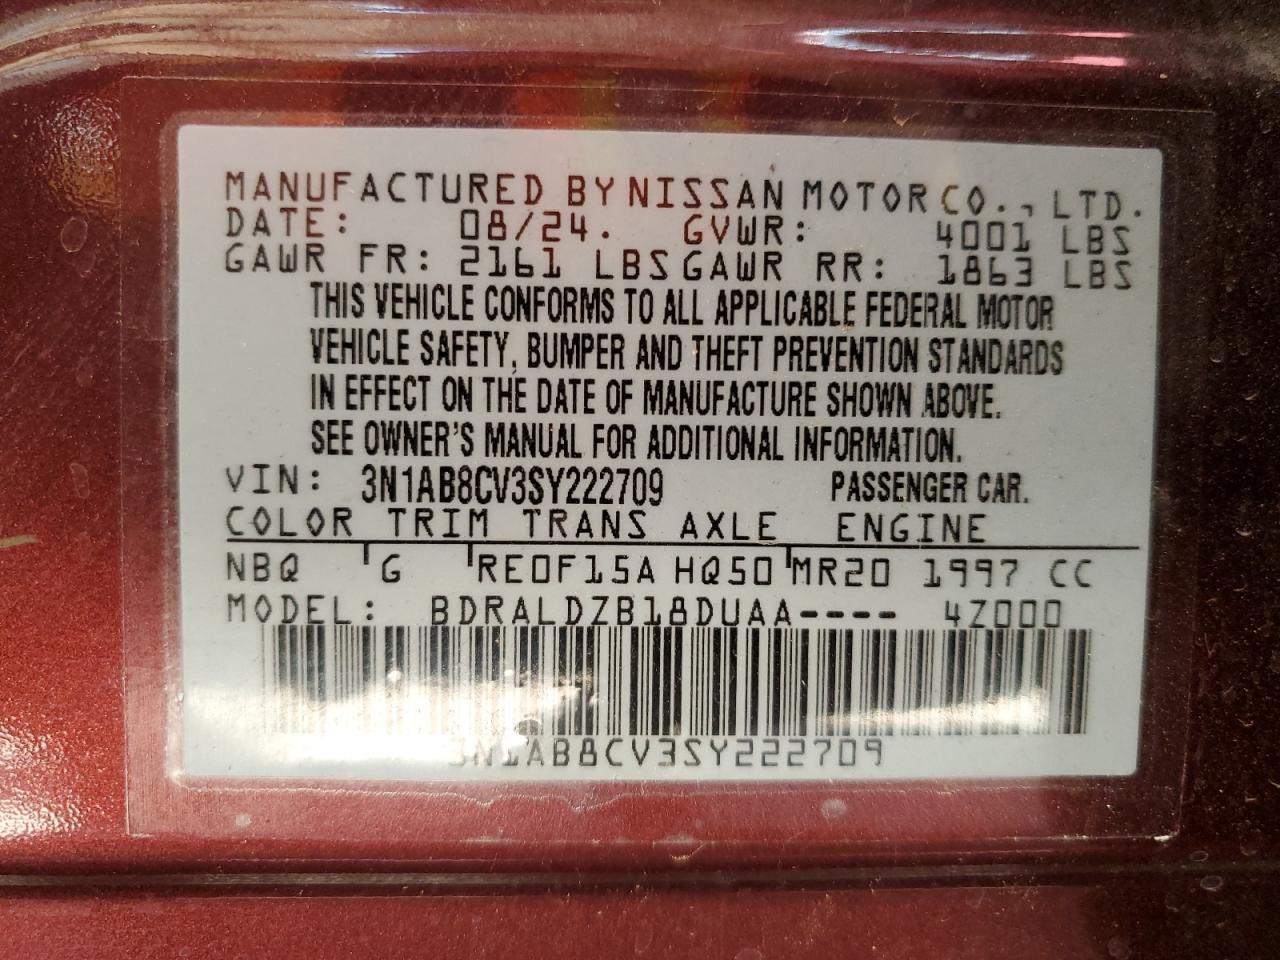 MANUFACTURED BY NISSAN MOTOR CO., LTD.
DATE: 08/24. GVWR: 4001 LBS
GAWR FR: 2161 LBS GAWR RR: 1863 LBS
THIS VEHICLE CONFORMS TO ALL APPLICABLE FEDERAL MOTOR
VEHICLE SAFETY, BUMPER AND THEFT PREVENTION STANDARDS
IN EFFECT ON THE DATE OF MANUFACTURE SHOWN ABOVE.
SEE OWNER'S MANUAL FOR ADDITIONAL INFORMATION.
VIN: 3N1AB8CV3SY222709 PASSENGER CAR.
COLOR TRIM TRANS AXLE ENGINE
NBQ G RE0F15A HQ50 MR20 1997 CC
MODEL: BDRALDZB18DUAA---- 4Z000
3N1AB8CV3SY222709